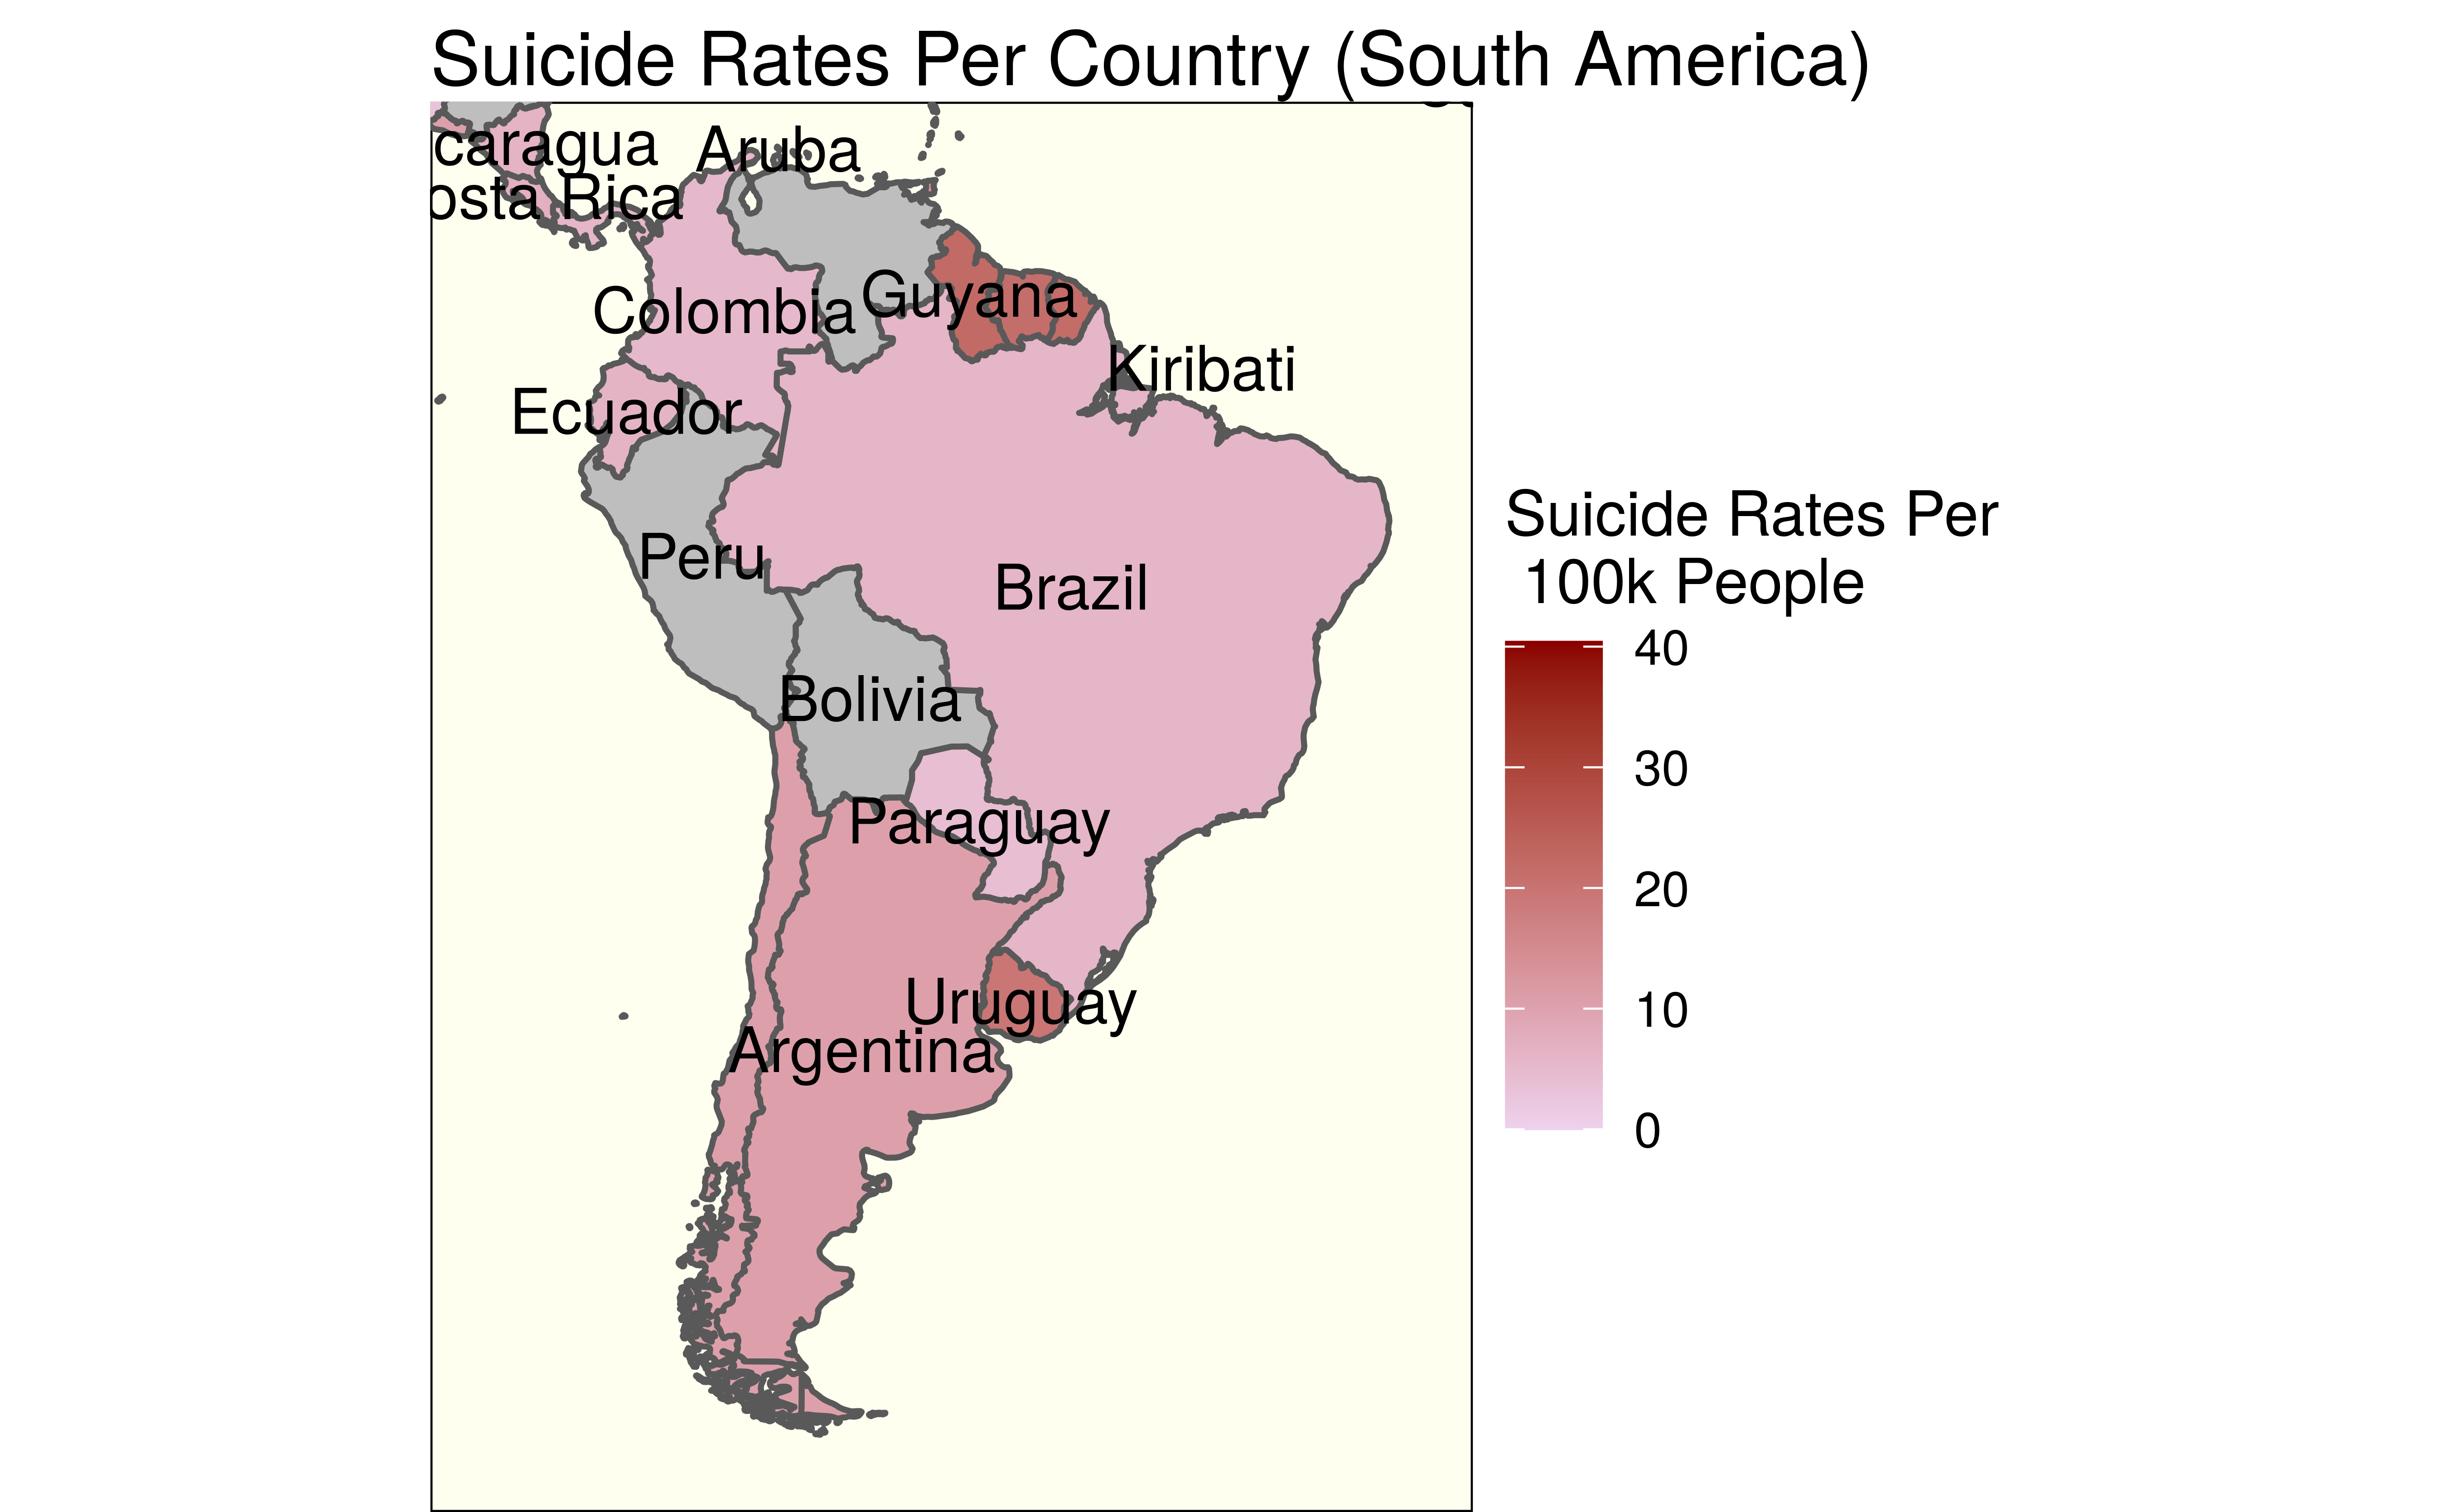 Suicide Rates Per Country (South America)
caragua
Aruba
osta Rica
Colombia
Guyana
Kiribati
Ecuador
Peru
Brazil
Bolivia
Paraguay
Uruguay
Argentina
Suicide Rates Per
100k People
40
30
20
10
0